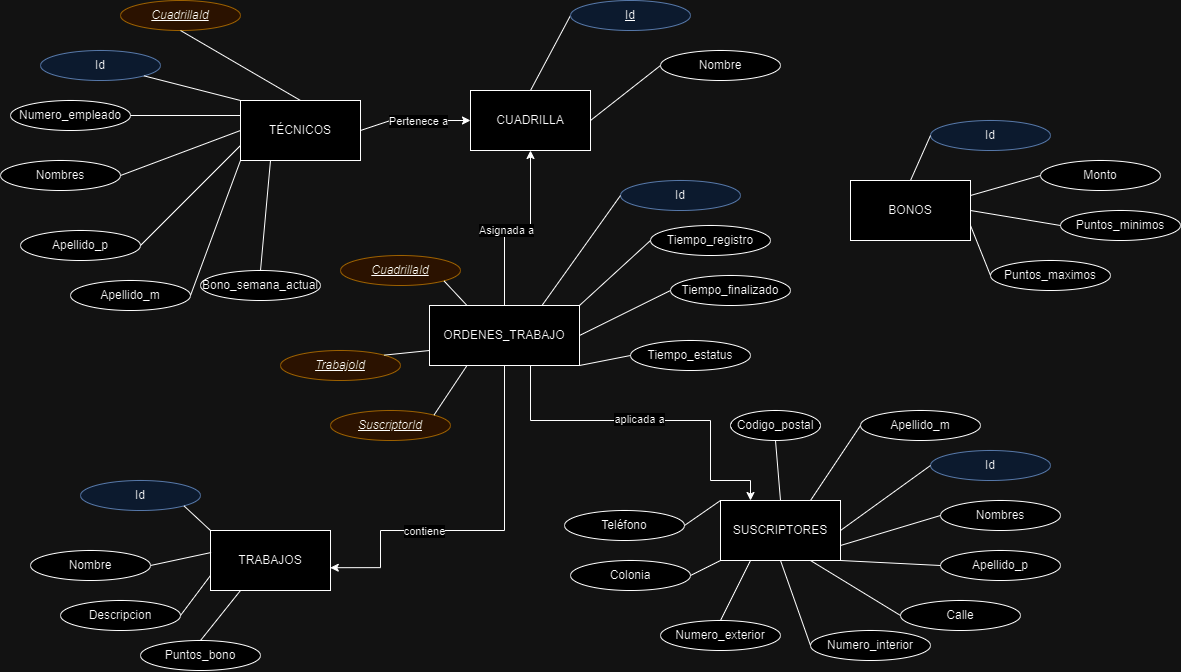 CuadrillaId
Id
Id
Nombre
Numero_empleado
TÉCNICOS
Pertenece a
CUADRILLA
Id
Nombres
Monto
BONOS
Id
Puntos_minimos
Asignada a
Tiempo_registro
Apellido_p
CuadrillaId
Puntos_maximos
Bono_semana_actual
Tiempo_finalizado
Apellido_m
ORDENES_TRABAJO
TrabajoId
Tiempo_estatus
SuscriptorId
aplicada a
Codigo_postal
Apellido_m
Id
Id
Nombres
Teléfono
SUSCRIPTORES
contiene
TRABAJOS
Nombre
Apellido_p
Colonia
Descripcion
Calle
Numero_exterior
Numero_interior
Puntos_bono